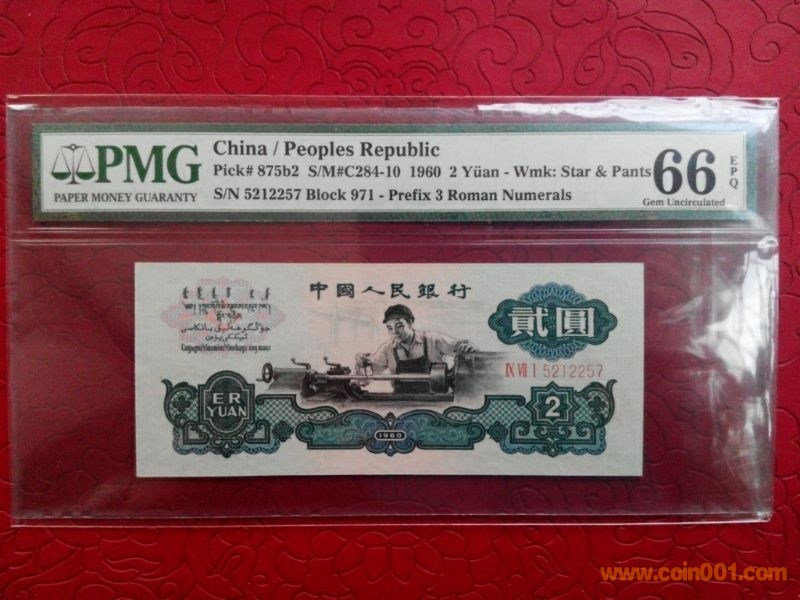 PMG
PAPER MONEY GUARANTY
China / Peoples Republic
Pick# 875b2 S/M#C284-10 1960 2 Yüan - Wmk: Star & Pants
S/N 5212257 Block 971 - Prefix 3 Roman Numerals
66
EPQ
Gem Uncirculated
中國人民銀行
貳圓
IX VII I 5212257
ER
YUAN
1960
2
www.coin001.com